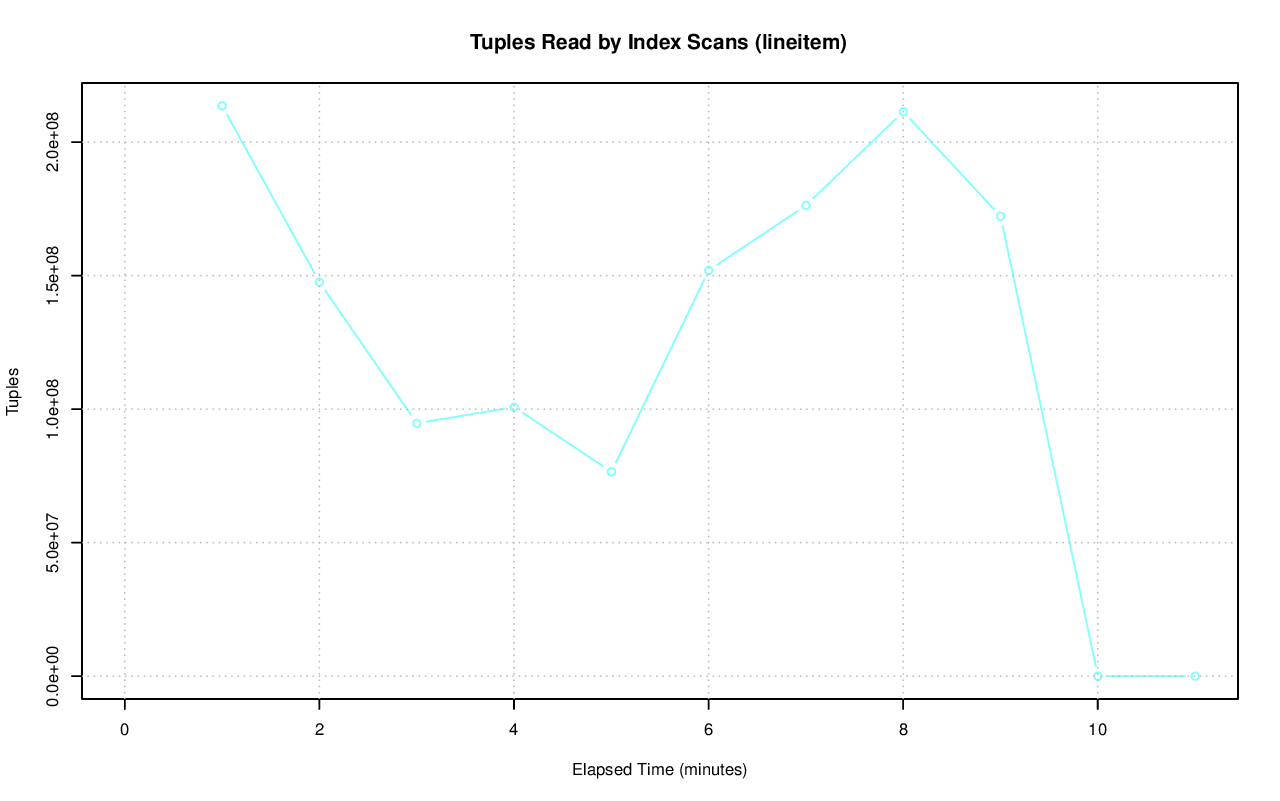 Tuples Read by Index Scans (lineitem)
Tuples
2.0e+08
1.5e+08
1.0e+08
5.0e+07
0.0e+00
0 2 4 6 8 10
Elapsed Time (minutes)